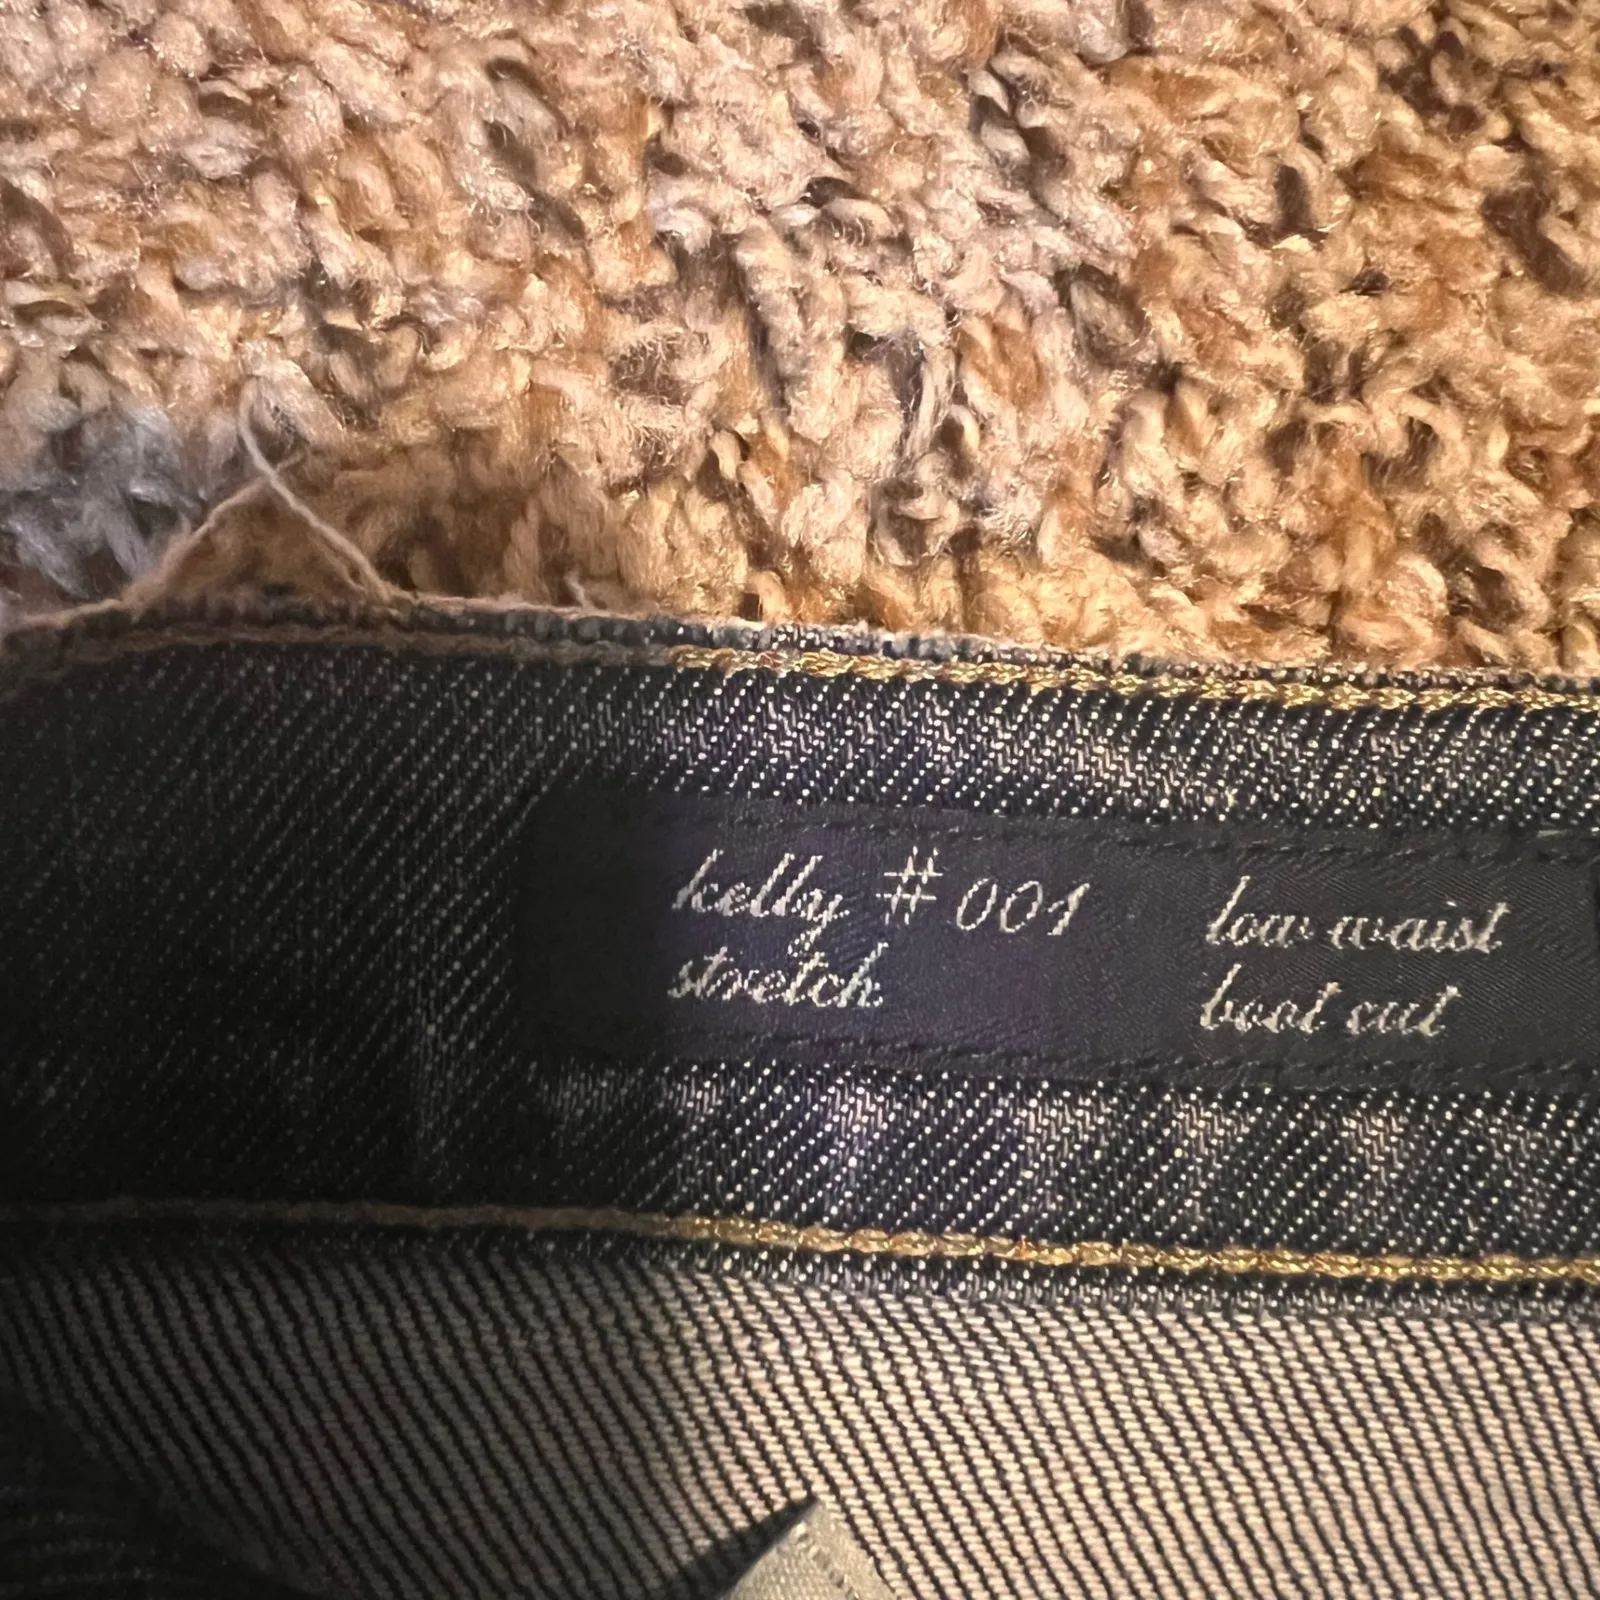 kelly #001
stretch
low waist
boot cut